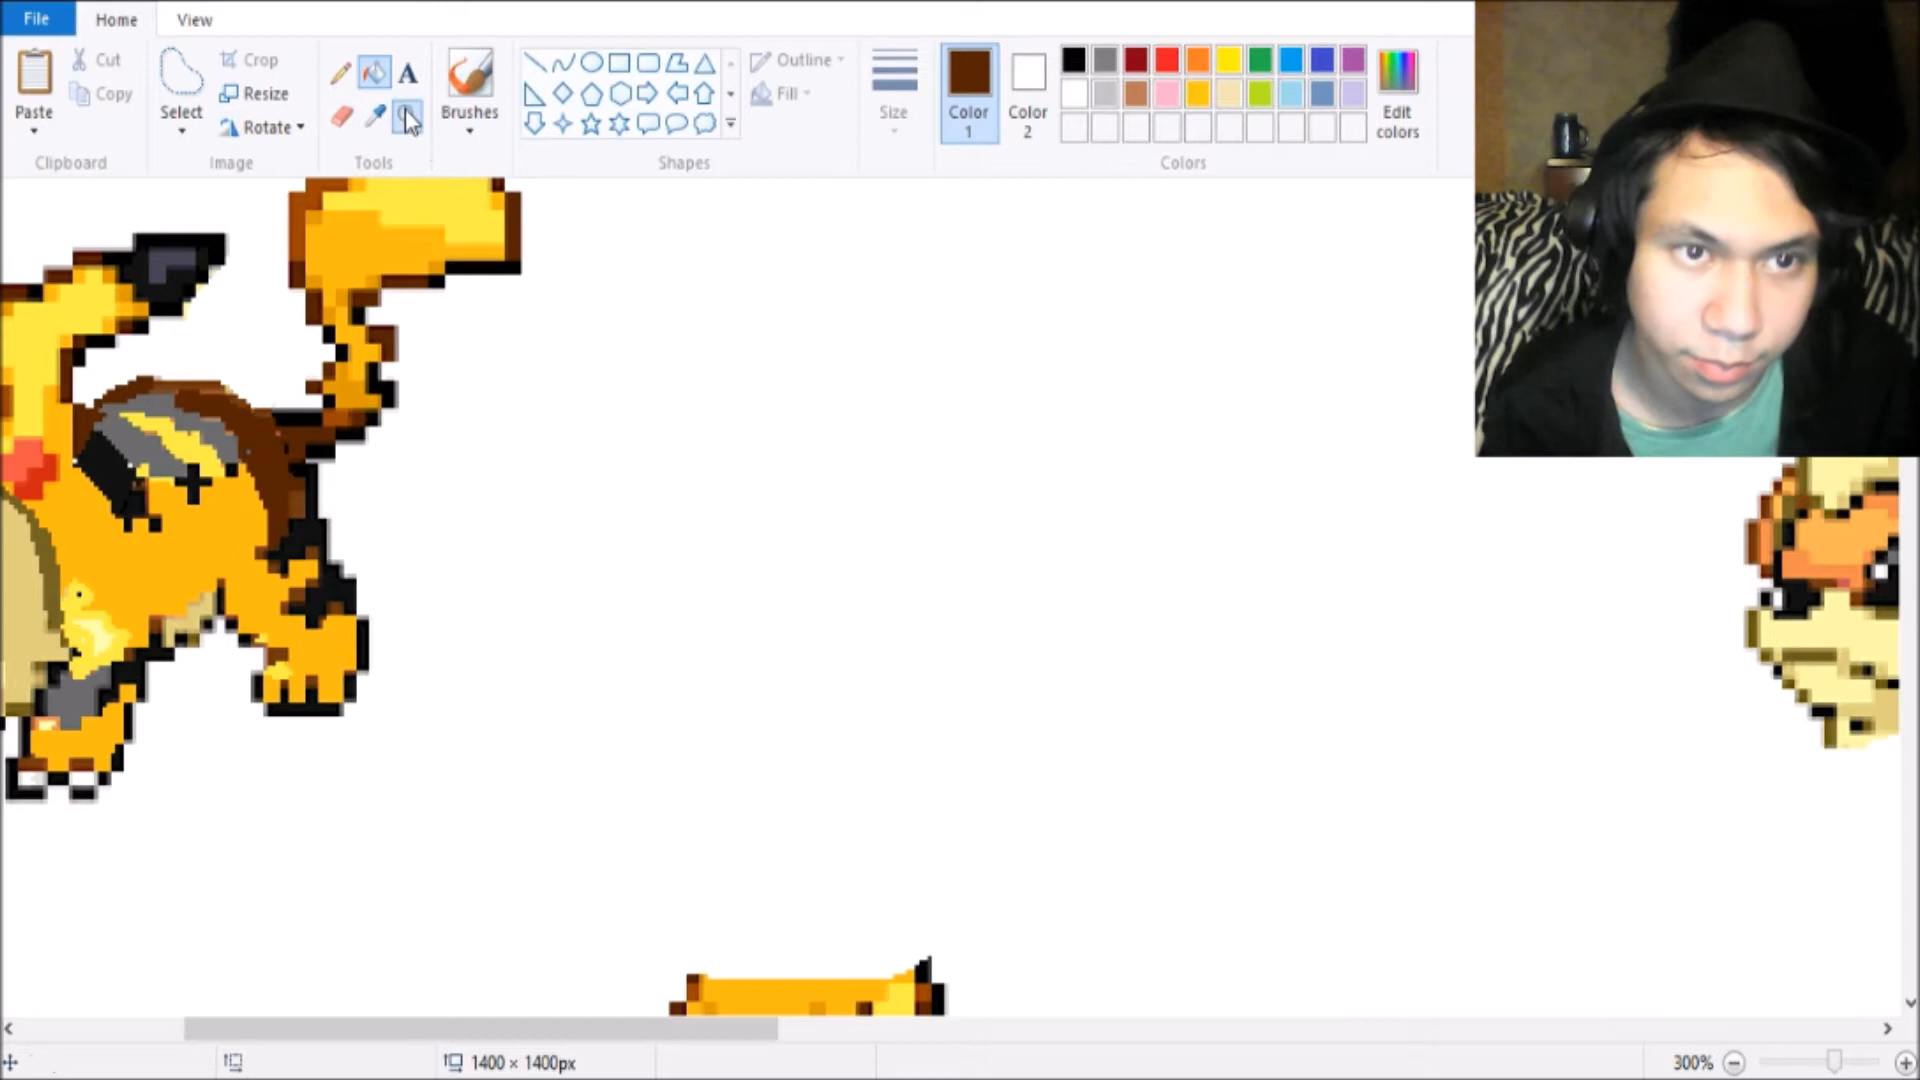 File Home View
Paste
Cut
Copy
Clipboard
Select
Crop
Resize
Rotate
Image
A
Tools
Brushes
Outline
Fill
Shapes
Size
Color
1
Color
2
Edit
colors
Colors
1400 × 1400px
300%